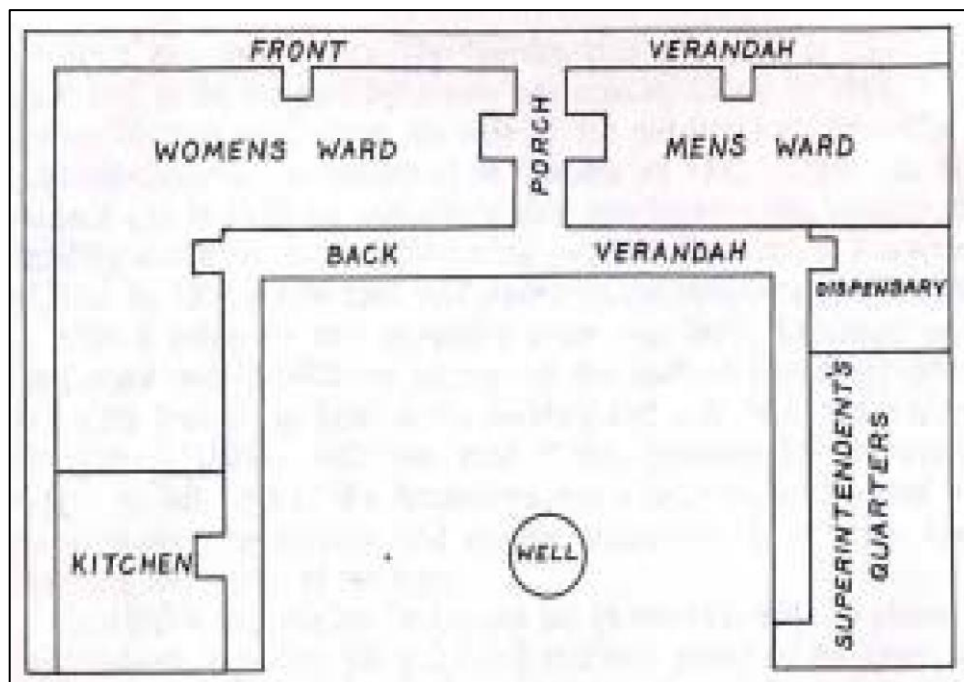 FRONT VERANDAH
WOMENS WARD
PORCH
MENS WARD
BACK VERANDAH
DISPENSARY
SUPERINTENDENT'S
QUARTERS
KITCHEN
WELL